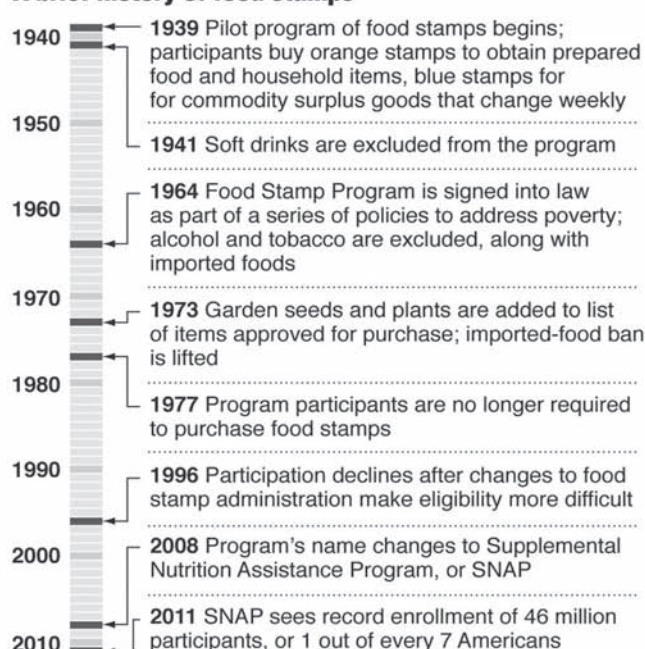 A brief history of food stamps
1940
1939 Pilot program of food stamps begins;
participants buy orange stamps to obtain prepared
food and household items, blue stamps for
for commodity surplus goods that change weekly
1950
1941 Soft drinks are excluded from the program
1960
1964 Food Stamp Program is signed into law
as part of a series of policies to address poverty;
alcohol and tobacco are excluded, along with
imported foods
1970
1973 Garden seeds and plants are added to list
of items approved for purchase; imported-food ban
is lifted
1980
1977 Program participants are no longer required
to purchase food stamps
1990
1996 Participation declines after changes to food
stamp administration make eligibility more difficult
2000
2008 Program's name changes to Supplemental
Nutrition Assistance Program, or SNAP
2010
2011 SNAP sees record enrollment of 46 million
participants, or 1 out of every 7 Americans